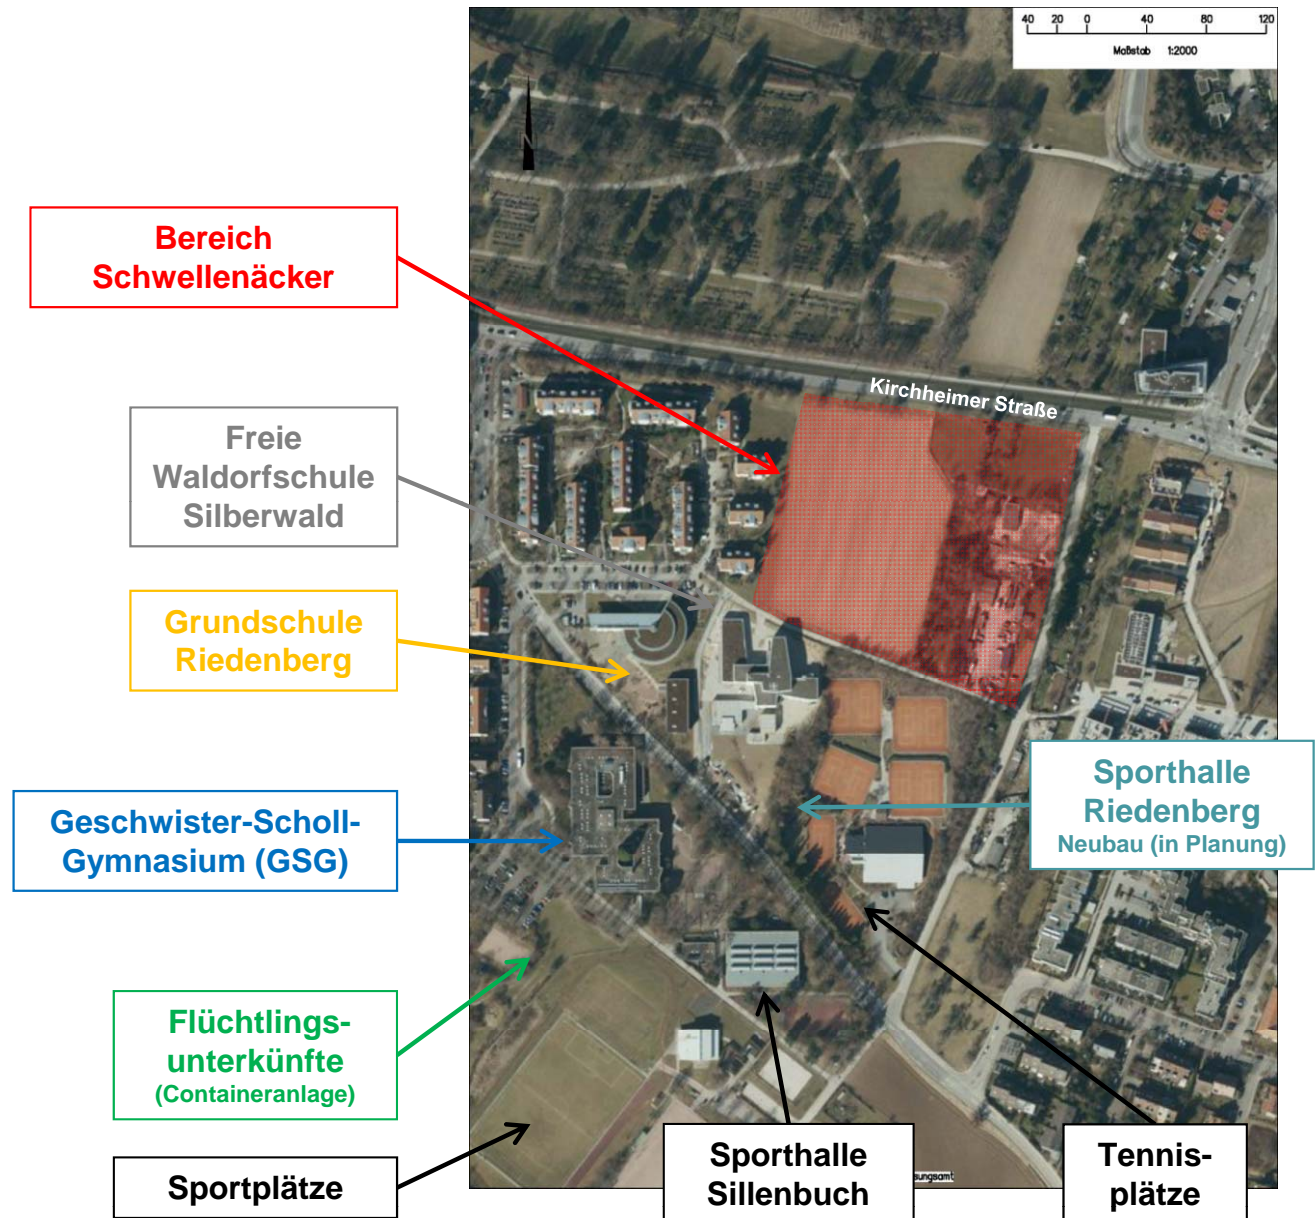 40 20 0 40 80 120
Maßstab 1:2000
N
Bereich
Schwellenäcker
Kirchheimer Straße
Freie
Waldorfschule
Silberwald
Grundschule
Riedenberg
Sporthalle
Riedenberg
Neubau (in Planung)
Geschwister-Scholl-
Gymnasium (GSG)
Flüchtlings-
unterkünfte
(Containeranlage)
Sportplätze
Sporthalle
Sillenbuch
Tennis-
plätze
sungsamt